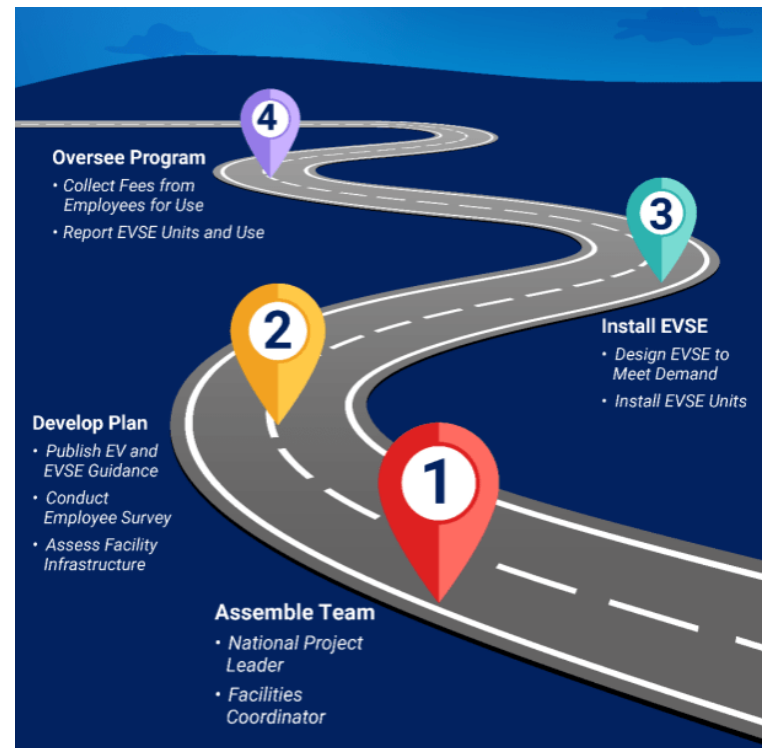 4
Oversee Program
• Collect Fees from
Employees for Use
• Report EVSE Units and Use
3
Install EVSE
• Design EVSE to
Meet Demand
• Install EVSE Units
2
Develop Plan
• Publish EV and
EVSE Guidance
• Conduct
Employee Survey
• Assess Facility
Infrastructure
1
Assemble Team
• National Project
Leader
• Facilities
Coordinator